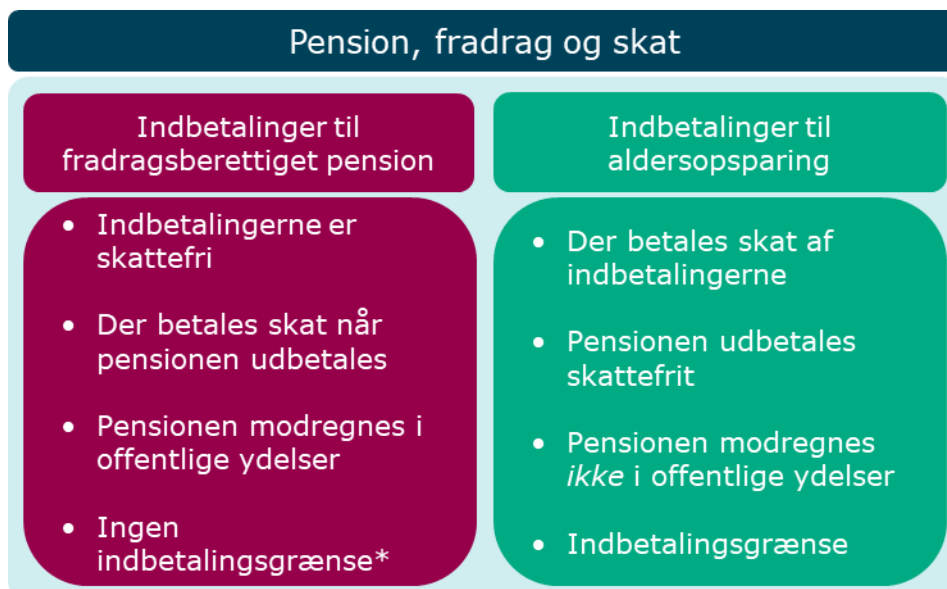 Pension, fradrag og skat
Indbetalinger til
fradragsberettiget pension
• Indbetalingerne er
skattefri
• Der betales skat når
pensionen udbetales
• Pensionen modregnes i
offentlige ydelser
• Ingen
indbetalingsgrænse*
Indbetalinger til
aldersopsparing
• Der betales skat af
indbetalingerne
• Pensionen udbetales
skattefrit
• Pensionen modregnes
ikke i offentlige ydelser
• Indbetalingsgrænse